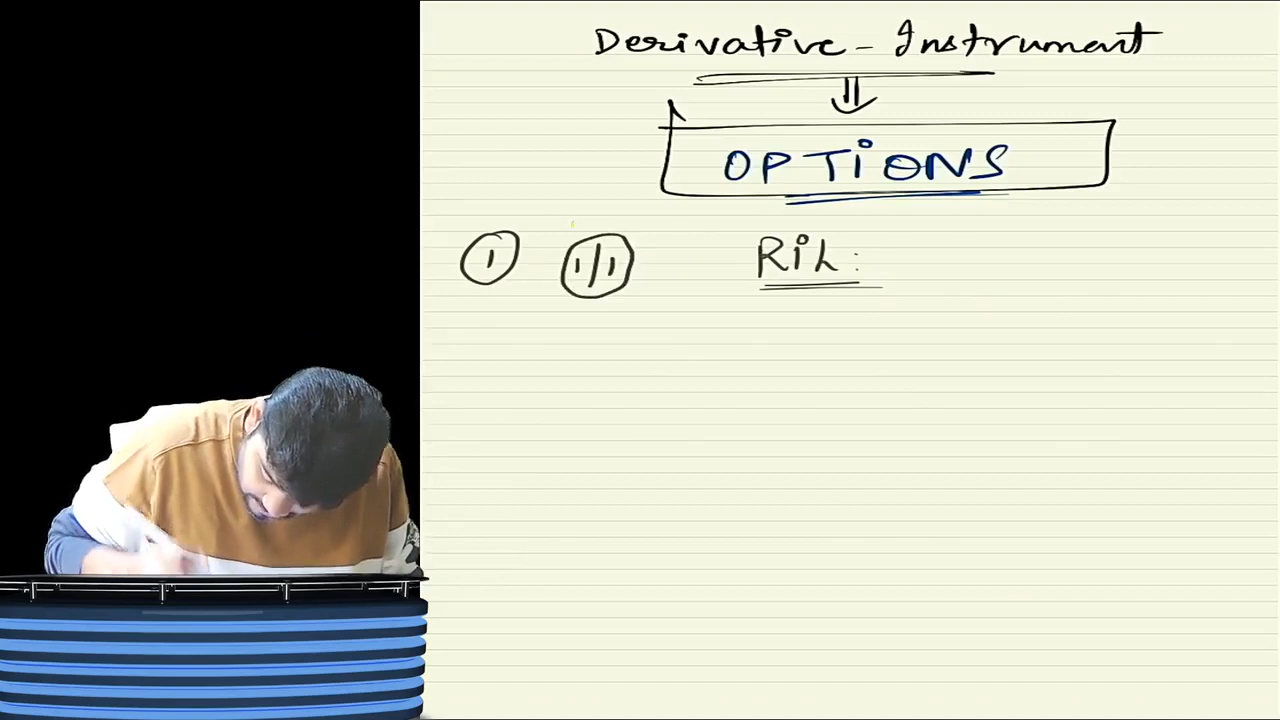 Derivative - Instrument
⇓
OPTiONS
1 1/1 RiL: